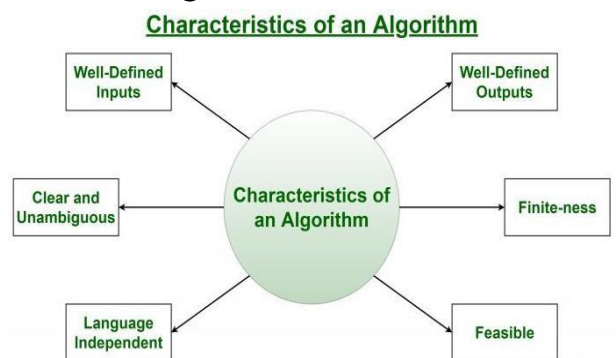 Characteristics of an Algorithm
Well-Defined
Inputs
Well-Defined
Outputs
Clear and
Unambiguous
Characteristics of
an Algorithm
Finite-ness
Language
Independent
Feasible